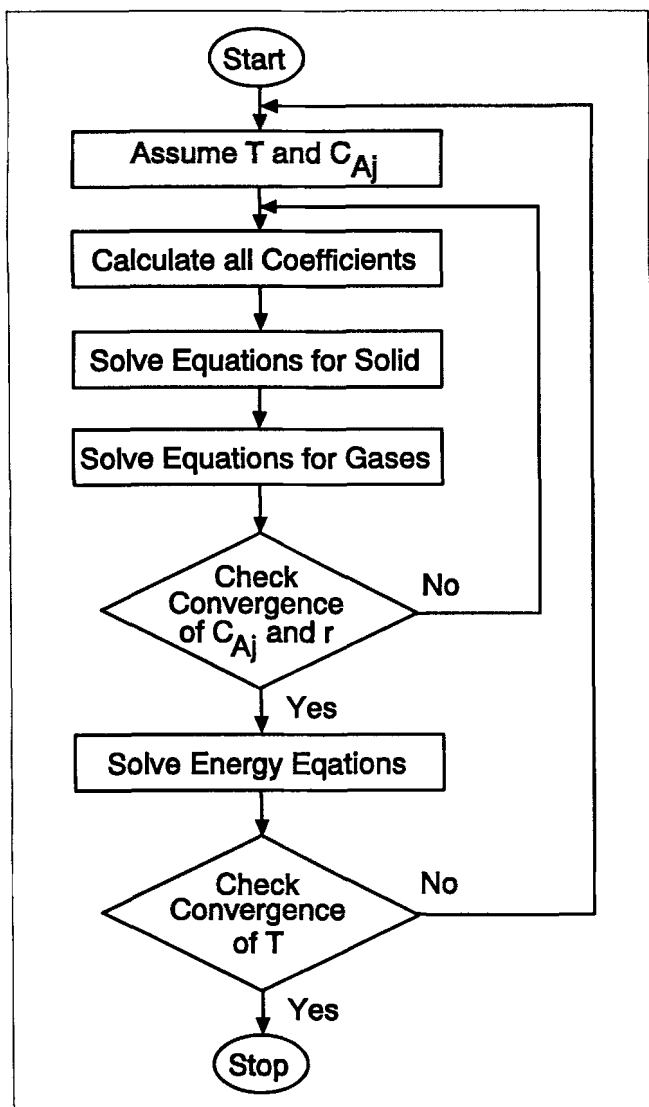 Start
Assume T and C_Aj
Calculate all Coefficients
Solve Equations for Solid
Solve Equations for Gases
Check
Convergence
of C_Aj and r
No
Yes
Solve Energy Eqations
Check
Convergence
of T
No
Yes
Stop